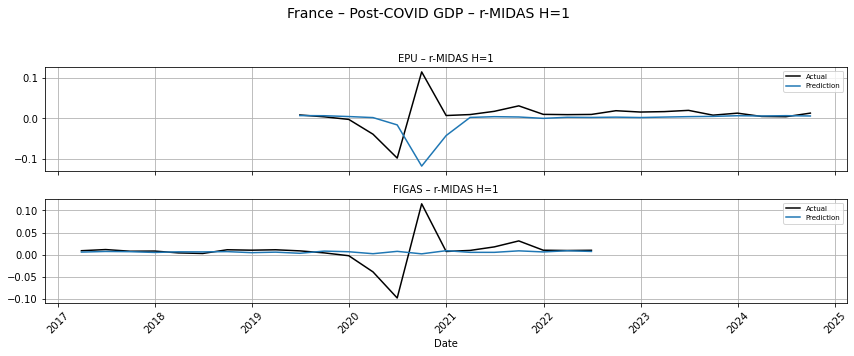 France – Post-COVID GDP – r-MIDAS H=1
EPU – r-MIDAS H=1
0.1
0.0
−0.1
Actual
Prediction
FIGAS – r-MIDAS H=1
0.10
0.05
0.00
−0.05
−0.10
Actual
Prediction
2017 2018 2019 2020 2021 2022 2023 2024 2025
Date